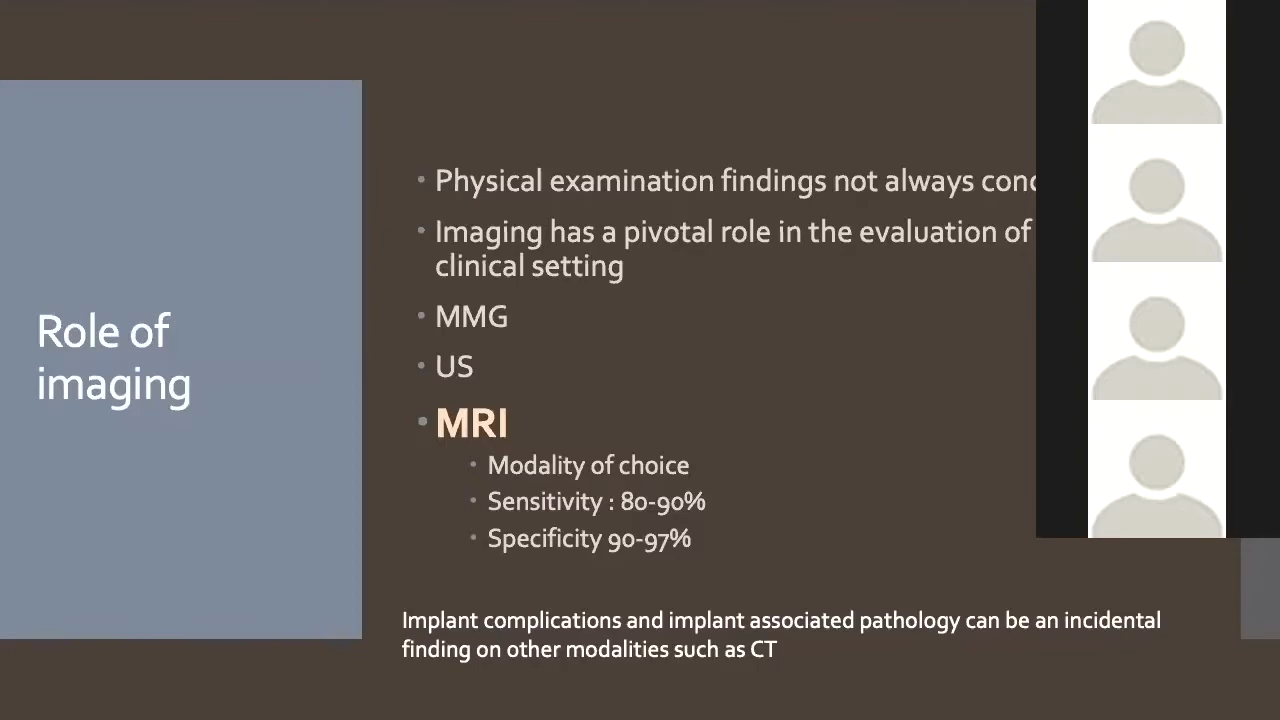 Role of
imaging
• Physical examination findings not always
• Imaging has a pivotal role in the evaluation of
clinical setting
• MMG
• US
• MRI
• Modality of choice
• Sensitivity : 80-90%
• Specificity 90-97%
Implant complications and implant associated pathology can be an incidental
finding on other modalities such as CT